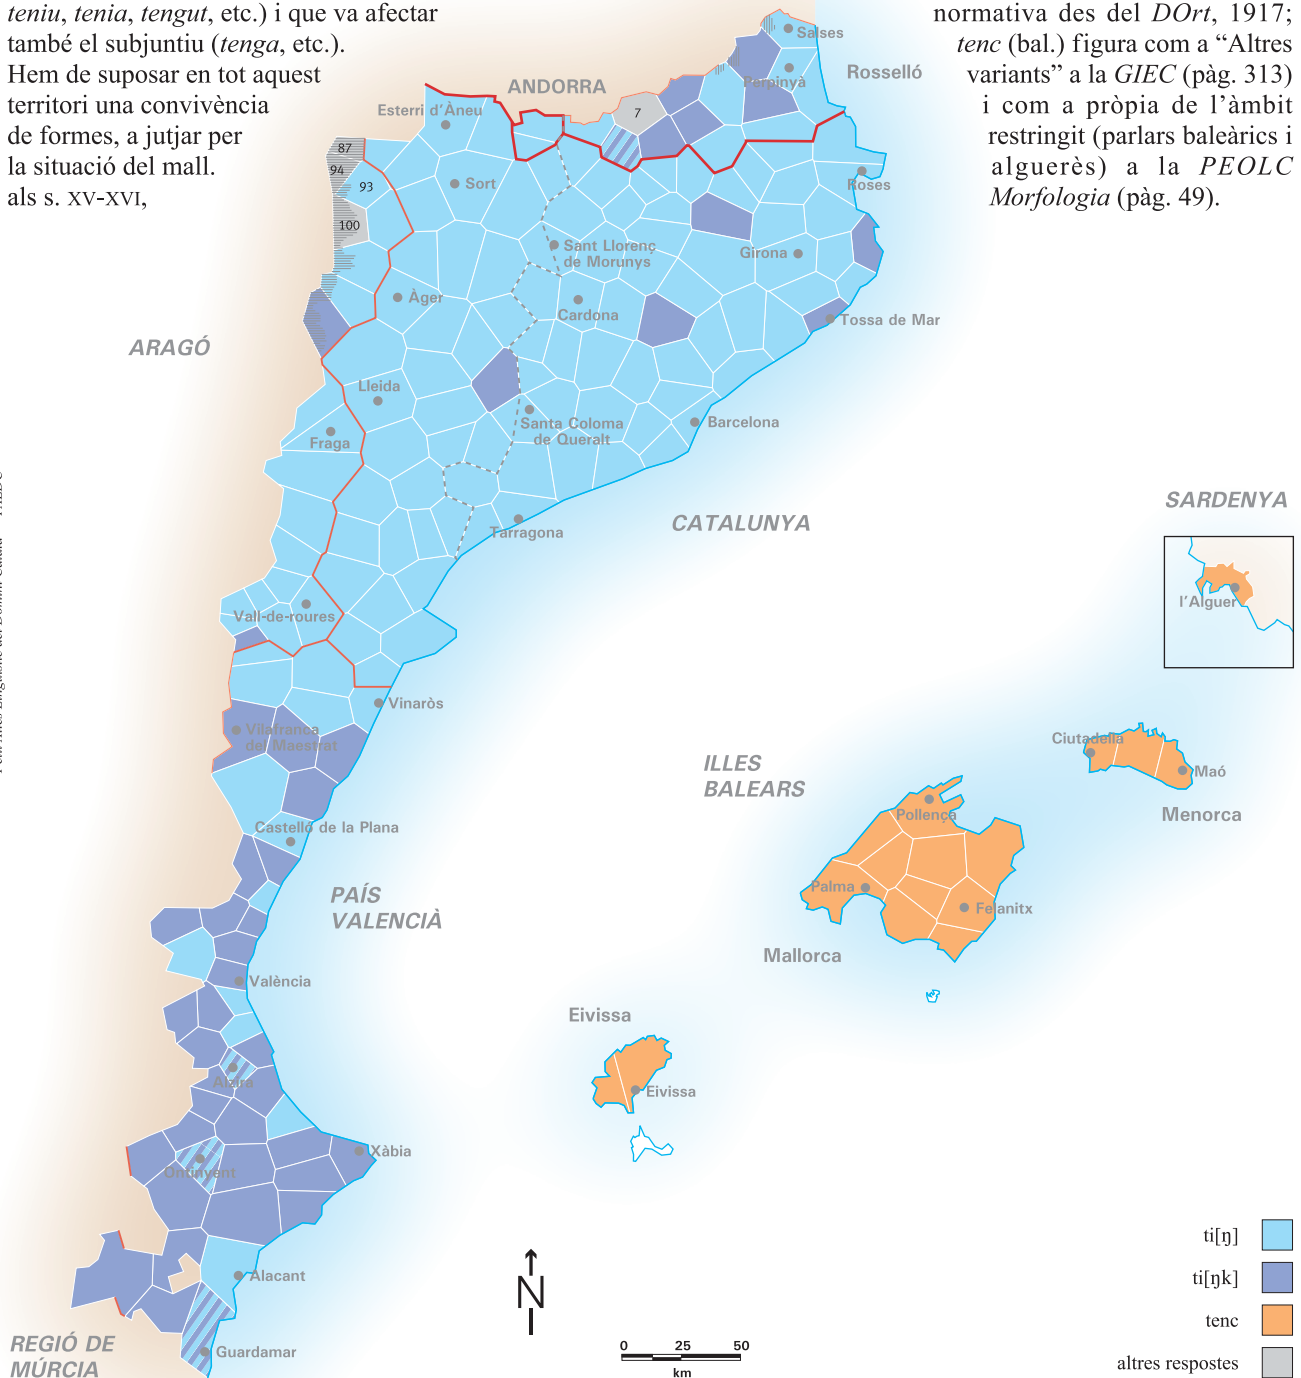 teniu, tenia, tengut, etc.) i que va afectar
també el subjuntiu (tenga, etc.).
Hem de suposar en tot aquest
territori una convivència
de formes, a jutjar per
la situació del mall.
als s. XV-XVI,
normativa des del DOrt, 1917;
tenc (bal.) figura com a “Altres
variants” a la GIEC (pàg. 313)
i com a pròpia de l’àmbit
restringit (parlars baleàrics i
alguerès) a la PEOLC
Morfologia (pàg. 49).
Salses
Rosselló
Perpinyà
ANDORRA
7
Esterri d’Àneu
87
94
93
100
Sort
Roses
Sant Llorenç
de Morunys
Girona
Àger
Cardona
Tossa de Mar
ARAGÓ
Lleida
Santa Coloma
de Queralt
Barcelona
Fraga
Tarragona
CATALUNYA
SARDENYA
l’Alguer
Vall-de-roures
Vinaròs
Vilafranca
del Maestrat
ILLES
BALEARS
Ciutadella
Maó
Menorca
Pollença
Castelló de la Plana
Palma
Felanitx
PAÍS
VALENCIÀ
Mallorca
València
Eivissa
Alzira
Eivissa
Xàbia
Ontinyent
Alacant
N
Guardamar
REGIÓ DE
MÚRCIA
0 25 50
km
ti[ŋ]
ti[ŋk]
tenc
altres respostes